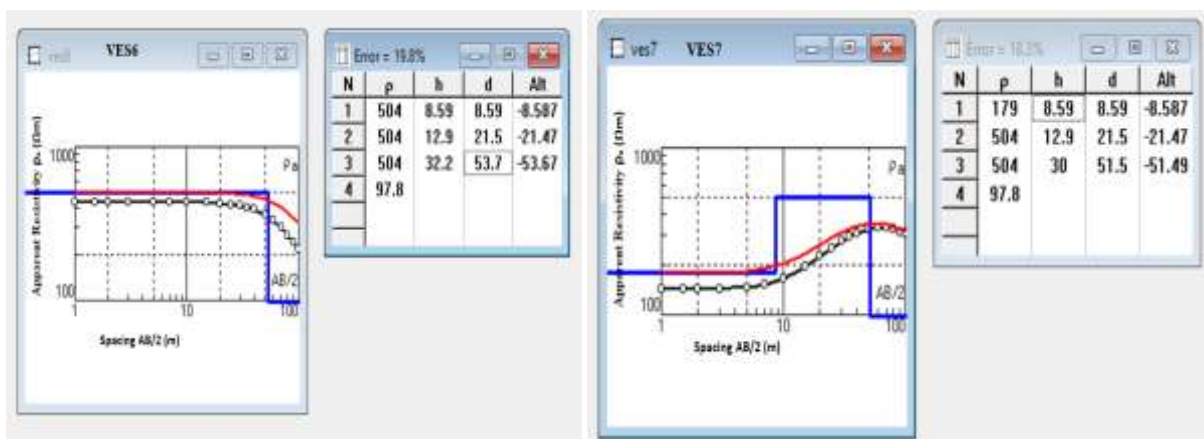 VES6
Error = 19.8%
N ρ h d Alt
1 504 8.59 8.59 -8.587
2 504 12.9 21.5 -21.47
3 504 32.2 53.7 -53.67
4 97.8
Apparent Resistivity ρₐ (Ωm)
1000
ρa
100
AB/2
1 10 100
Spacing AB/2 (m)
ves7 VES7
N ρ h d Alt
1 179 8.59 8.59 -8.587
2 504 12.9 21.5 -21.47
3 504 30 51.5 -51.49
4 97.8
Apparent Resistivity ρₐ (Ωm)
1000
ρa
100
AB/2
1 10 100
Spacing AB/2 (m)